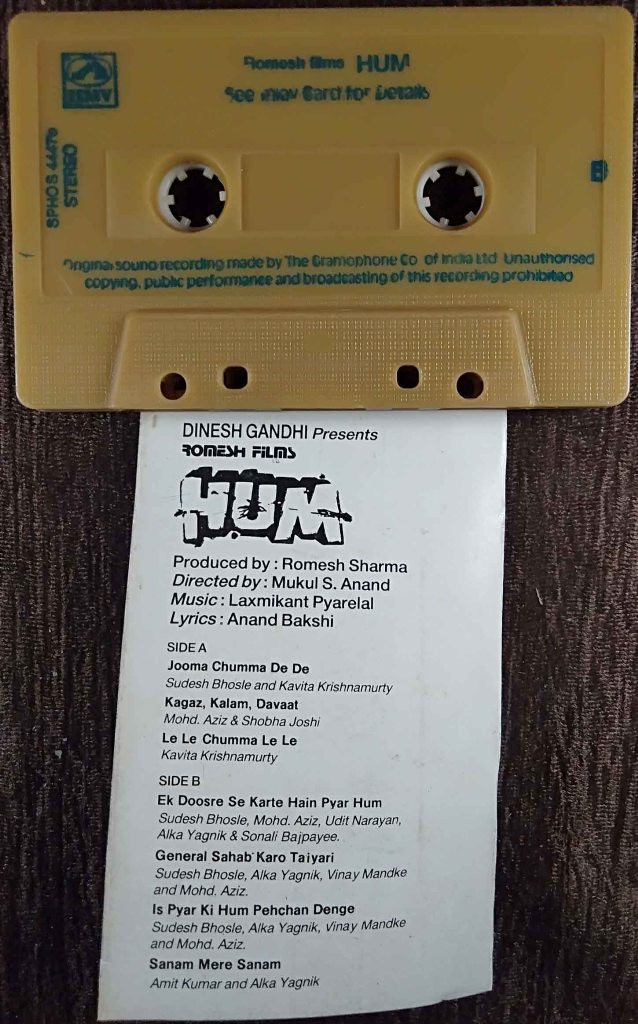 Romesh films HUM
See Inlay Card for Details
HMV
SPHOS 
STEREO
B
Original sound recording made by The Gramophone Co of India Ltd Unauthorised
copying, public performance and broadcasting of this recording prohibited
DINESH GANDHI Presents
ROMESH FILMS
HUM
Produced by : Romesh Sharma
Directed by : Mukul S. Anand
Music : Laxmikant Pyarelal
Lyrics : Anand Bakshi
SIDE A
Jooma Chumma De De
Sudesh Bhosle and Kavita Krishnamurty
Kagaz, Kalam, Davaat
Mohd. Aziz & Shobha Joshi
Le Le Chumma Le Le
Kavita Krishnamurty
SIDE B
Ek Doosre Se Karte Hain Pyar Hum
Sudesh Bhosle, Mohd. Aziz, Udit Narayan,
Alka Yagnik & Sonali Bajpayee.
General Sahab Karo Taiyari
Sudesh Bhosle, Alka Yagnik, Vinay Mandke
and Mohd. Aziz.
Is Pyar Ki Hum Pehchan Denge
Sudesh Bhosle, Alka Yagnik, Vinay Mandke
and Mohd. Aziz.
Sanam Mere Sanam
Amit Kumar and Alka Yagnik